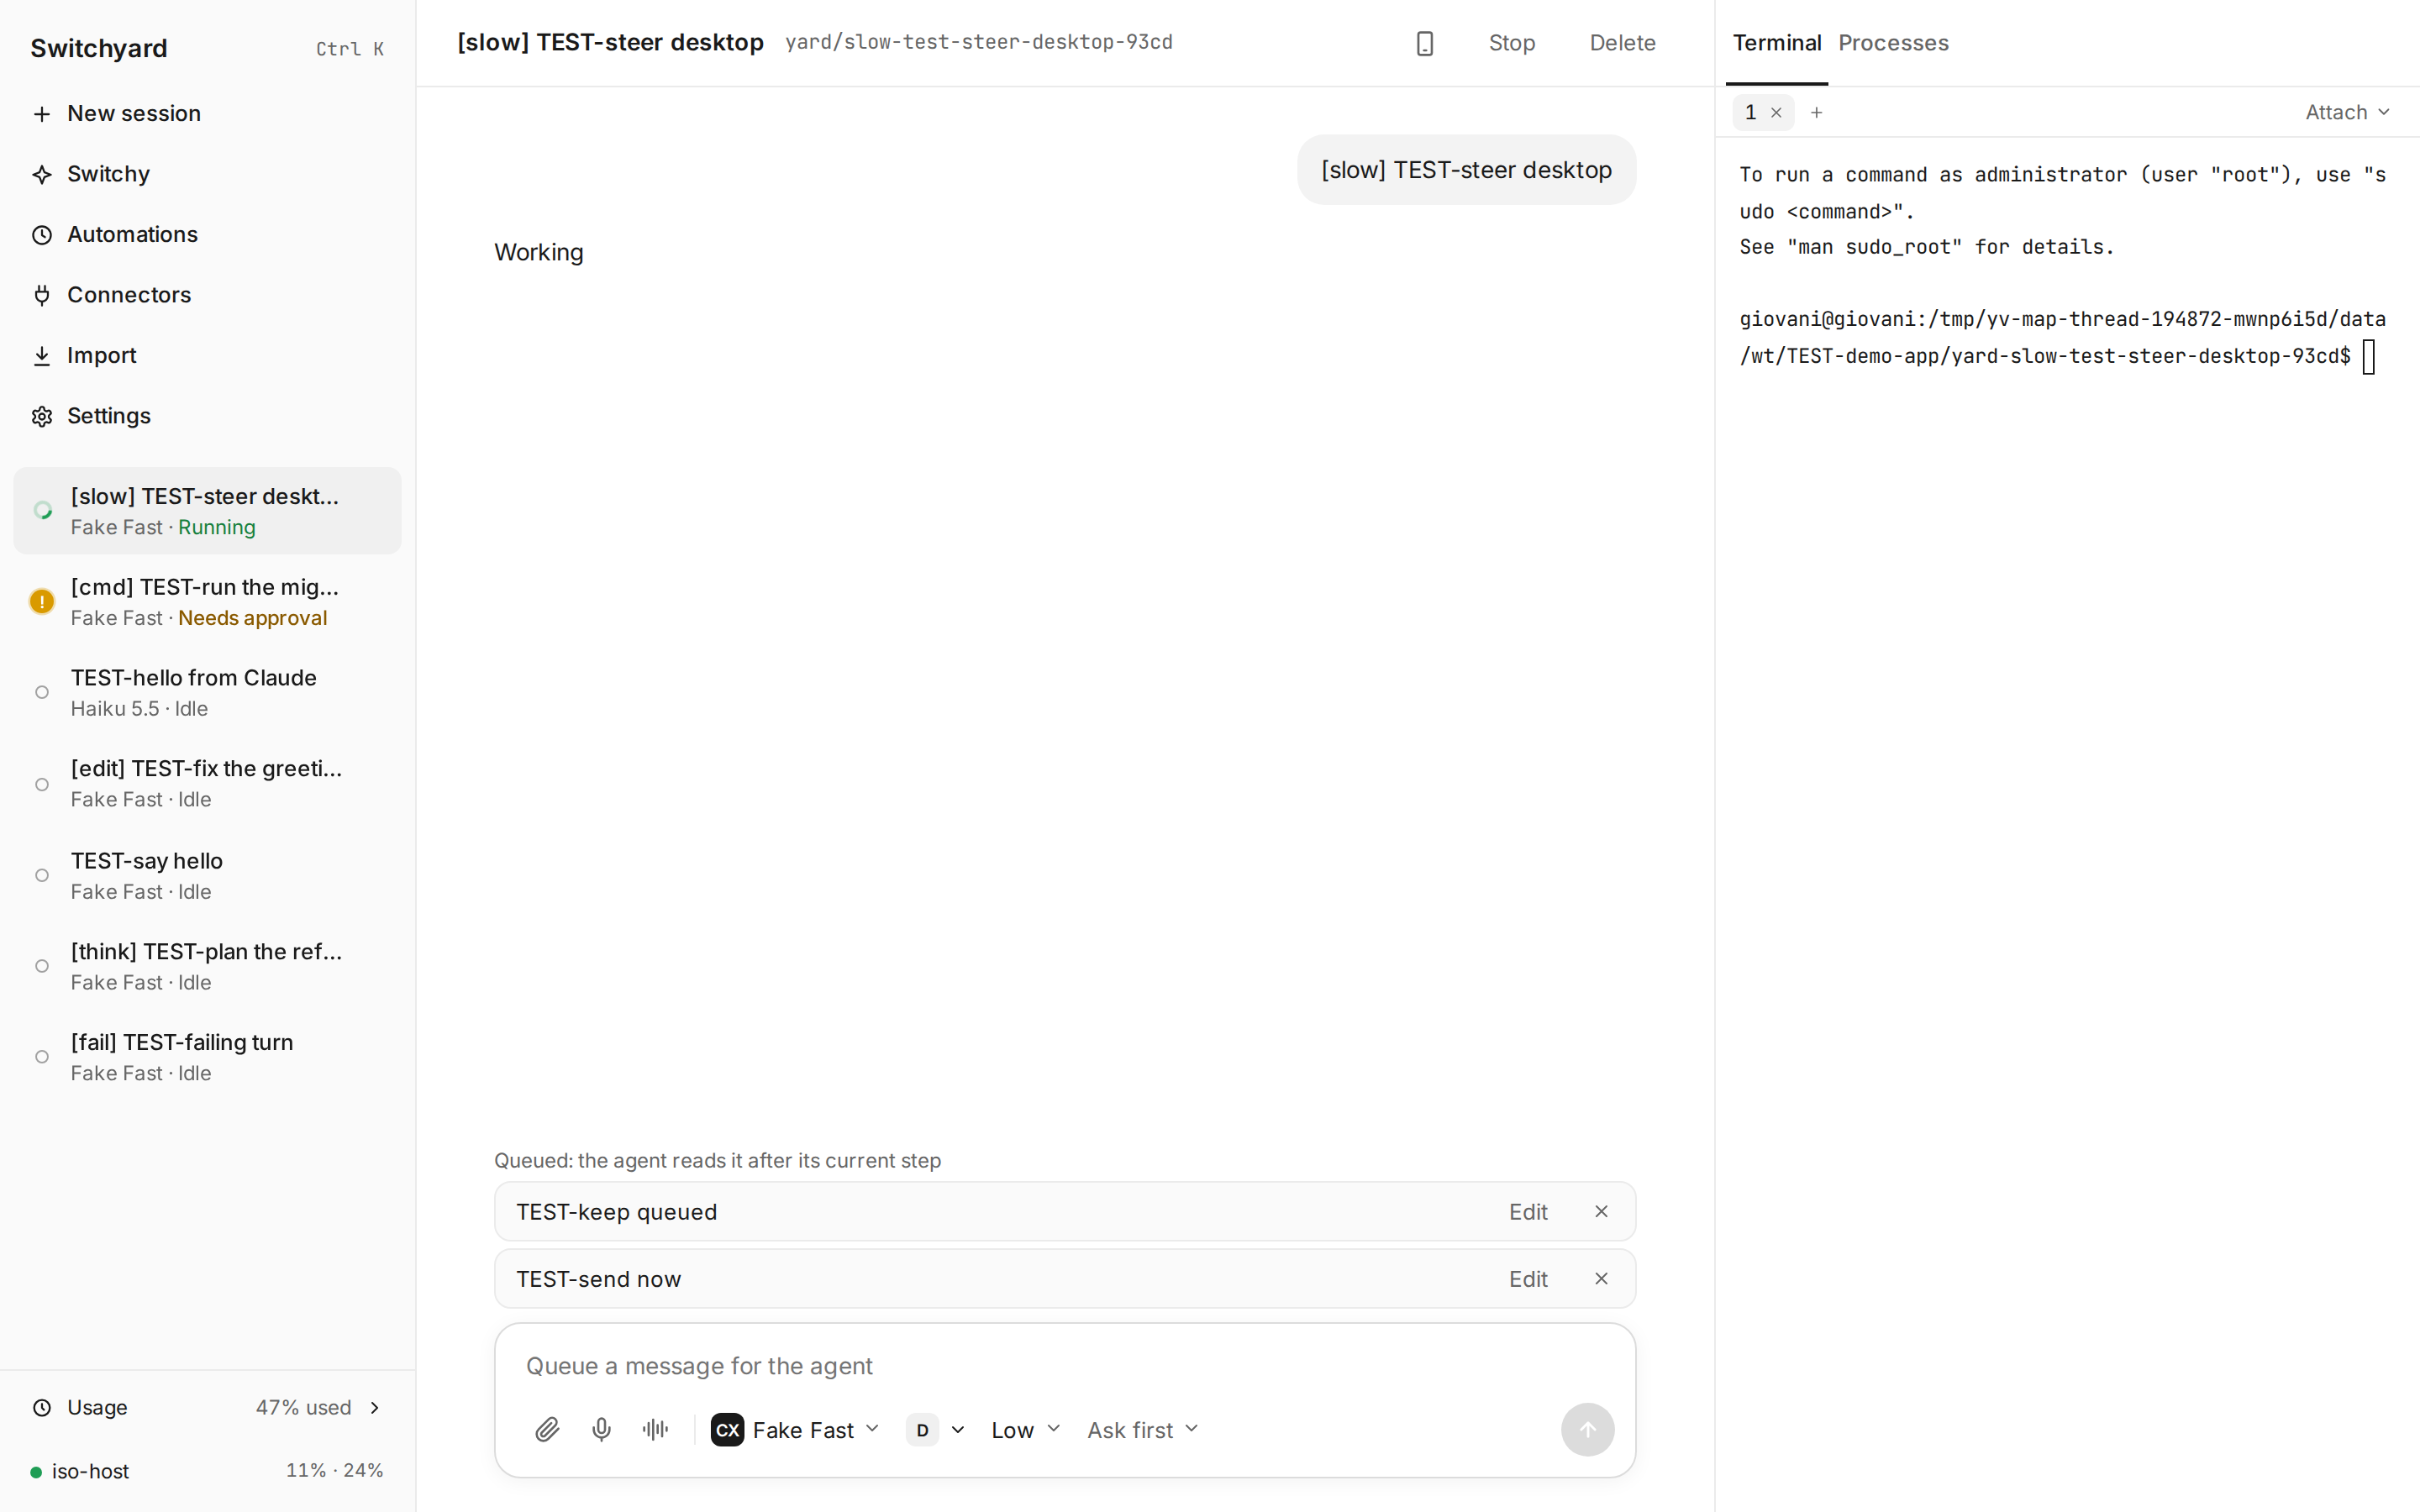 Switchyard
Ctrl K
New session
Switchy
Automations
Connectors
Import
Settings
[slow] TEST-steer deskt...
Fake Fast · Running
[cmd] TEST-run the mig...
Fake Fast · Needs approval
TEST-hello from Claude
Haiku 5.5 · Idle
[edit] TEST-fix the greeti...
Fake Fast · Idle
TEST-say hello
Fake Fast · Idle
[think] TEST-plan the ref...
Fake Fast · Idle
[fail] TEST-failing turn
Fake Fast · Idle
Usage
47% used
iso-host
11% · 24%
[slow] TEST-steer desktop
yard/slow-test-steer-desktop-93cd
Stop
Delete
[slow] TEST-steer desktop
Working
Queued: the agent reads it after its current step
TEST-keep queued
Edit
TEST-send now
Edit
Queue a message for the agent
CX Fake Fast
D
Low
Ask first
Terminal
Processes
1
Attach
To run a command as administrator (user "root"), use "s
udo <command>".
See "man sudo_root" for details.
giovani@giovani:/tmp/yv-map-thread-194872-mwnp6i5d/data
/wt/TEST-demo-app/yard-slow-test-steer-desktop-93cd$